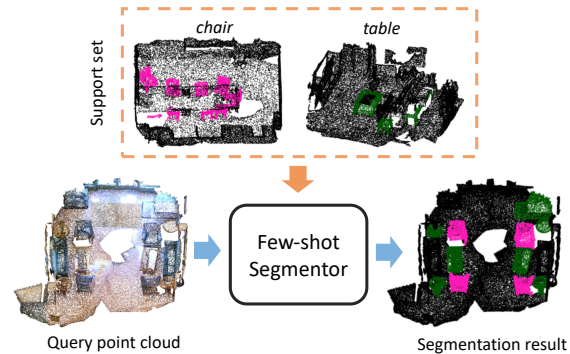 chair
table
Support set
Few-shot
Segmentor
Query point cloud
Segmentation result